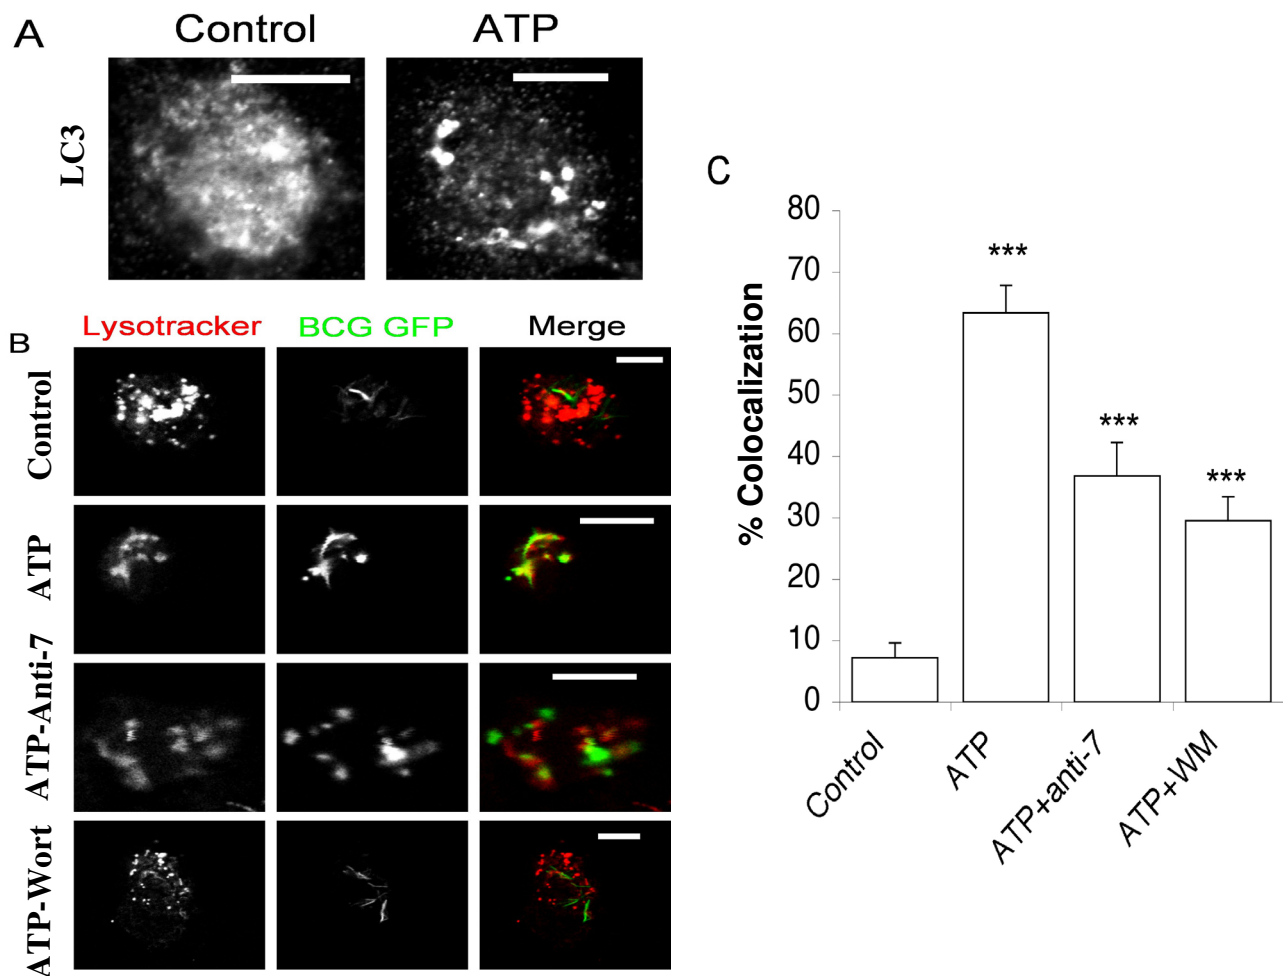 A
Control
ATP
LC3
B
Lysotracker
BCG GFP
Merge
Control
ATP
ATP-Anti-7
ATP-Wort
C
% Colocalization
80
70
60
50
40
30
20
10
0
***
***
***
Control
ATP
ATP+anti-7
ATP+WM